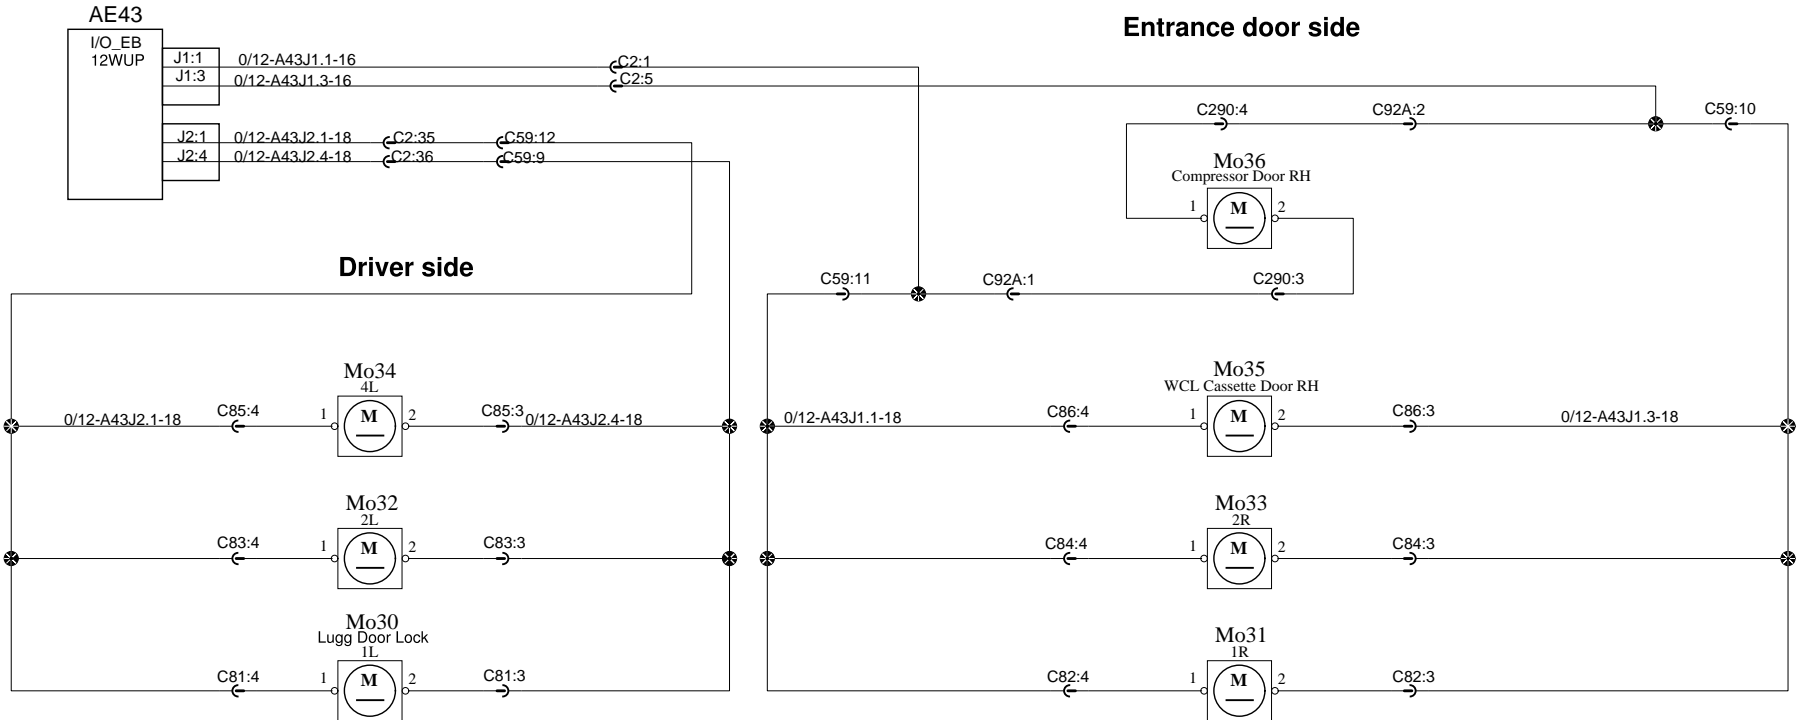 AE43
Entrance door side
I/O_EB
12WUP
J1:1
0/12-A43J1.1-16
C2:1
J1:3
0/12-A43J1.3-16
C2:5
C290:4
C92A:2
C59:10
J2:1
0/12-A43J2.1-18
C2:35
C59:12
J2:4
0/12-A43J2.4-18
C2:36
C59:9
Mo36
Compressor Door RH
1
M
2
Driver side
C59:11
C92A:1
C290:3
Mo34
4L
0/12-A43J2.1-18
C85:4
1
M
2
C85:3
0/12-A43J2.4-18
Mo35
WCL Cassette Door RH
0/12-A43J1.1-18
C86:4
1
M
2
C86:3
0/12-A43J1.3-18
Mo32
2L
C83:4
1
M
2
C83:3
Mo33
2R
C84:4
1
M
2
C84:3
Mo30
Lugg Door Lock
1L
C81:4
1
M
2
C81:3
Mo31
1R
C82:4
1
M
2
C82:3